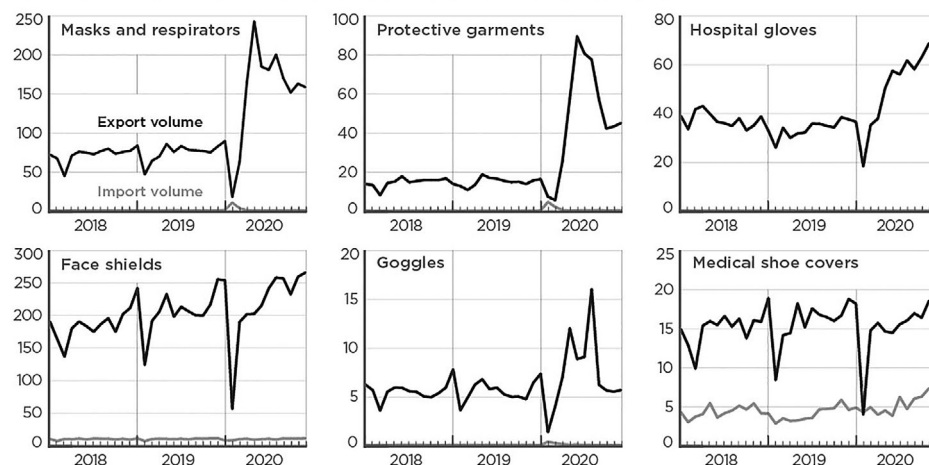 Masks and respirators
250
200
150
100
50
0
Export volume
Import volume
2018 2019 2020
Protective garments
100
80
60
40
20
0
2018 2019 2020
Hospital gloves
80
60
40
20
0
2018 2019 2020
Face shields
300
250
200
150
100
50
0
2018 2019 2020
Goggles
20
15
10
5
0
2018 2019 2020
Medical shoe covers
25
20
15
10
5
0
2018 2019 2020